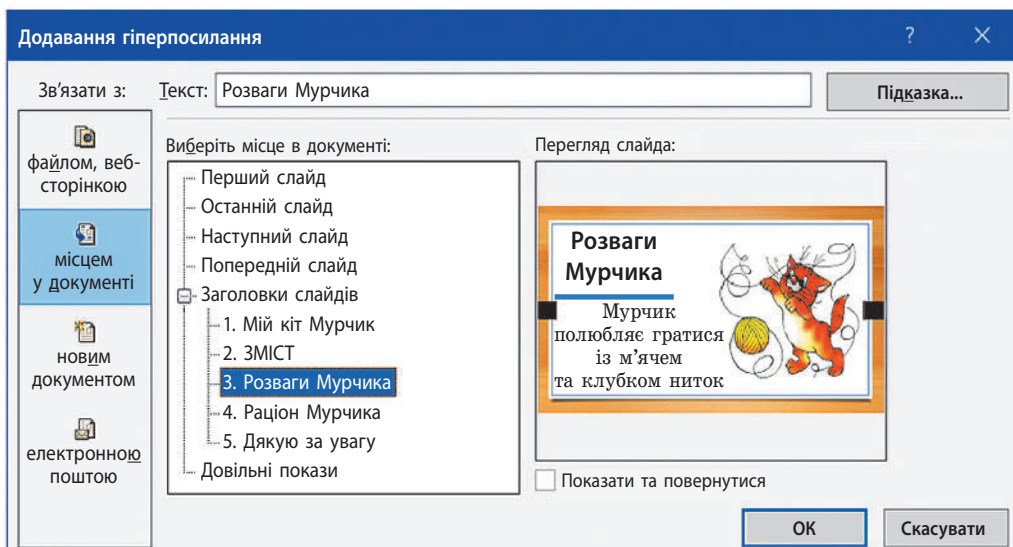 Додавання гіперпосилання
?
Зв'язати з:
Текст:
Розваги Мурчика
Підказка...
файлом, веб-
сторінкою
місцем
у документі
новим
документом
електронною
поштою
Виберіть місце в документі:
Перший слайд
Останній слайд
Наступний слайд
Попередній слайд
Заголовки слайдів
1. Мій кіт Мурчик
2. ЗМІСТ
3. Розваги Мурчика
4. Раціон Мурчика
5. Дякую за увагу
Довільні покази
Перегляд слайда:
Розваги
Мурчика
Мурчик
полюбляє гратися
із м'ячем
та клубком ниток
Показати та повернутися
ОК
Скасувати